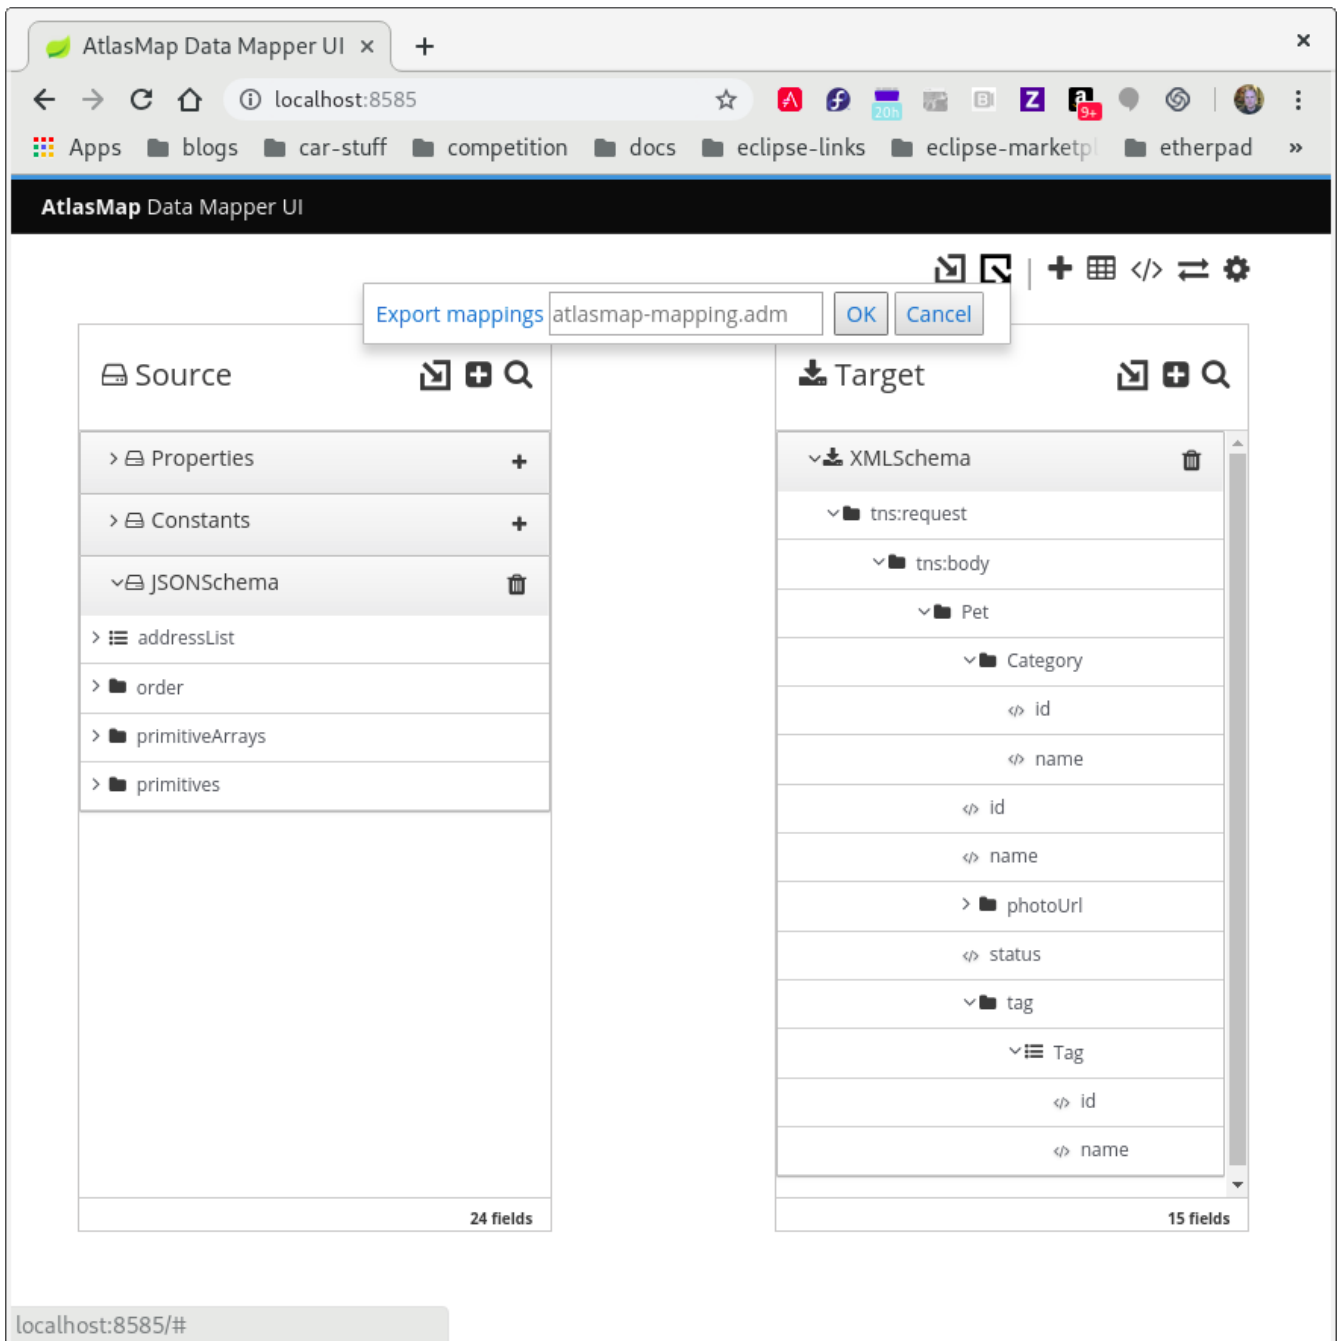 AtlasMap Data Mapper UI
localhost:8585
20h
B
Z
a
9+
Apps blogs car-stuff competition docs eclipse-links eclipse-marketpl etherpad »
AtlasMap Data Mapper UI
Export mappings atlasmap-mapping.adm OK Cancel
Source
Properties
Constants
JSONSchema
addressList
order
primitiveArrays
primitives
24 fields
Target
XMLSchema
tns:request
tns:body
Pet
Category
</> id
</> name
</> id
</> name
photoUrl
</> status
tag
Tag
</> id
</> name
15 fields
localhost:8585/#